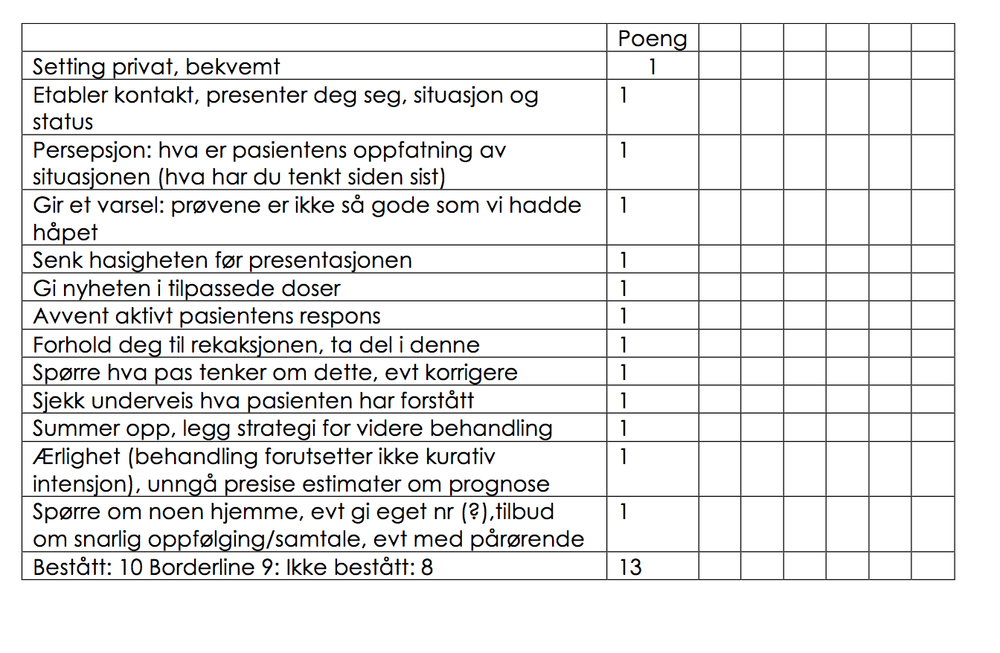 Poeng
Setting privat, bekvemt 1
Etabler kontakt, presenter deg seg, situasjon og 1
status
Persepsjon: hva er pasientens oppfatning av 1
situasjonen (hva har du tenkt siden sist)
Gir et varsel: prøvene er ikke så gode som vi hadde 1
håpet
Senk hasigheten før presentasjonen 1
Gi nyheten i tilpassede doser 1
Avvent aktivt pasientens respons 1
Forhold deg til rekaksjonen, ta del i denne 1
Spørre hva pas tenker om dette, evt korrigere 1
Sjekk underveis hva pasienten har forstått 1
Summer opp, legg strategi for videre behandling 1
Ærlighet (behandling forutsetter ikke kurativ 1
intensjon), unngå presise estimater om prognose
Spørre om noen hjemme, evt gi eget nr (?),tilbud 1
om snarlig oppfølging/samtale, evt med pårørende
Bestått: 10 Borderline 9: Ikke bestått: 8 13